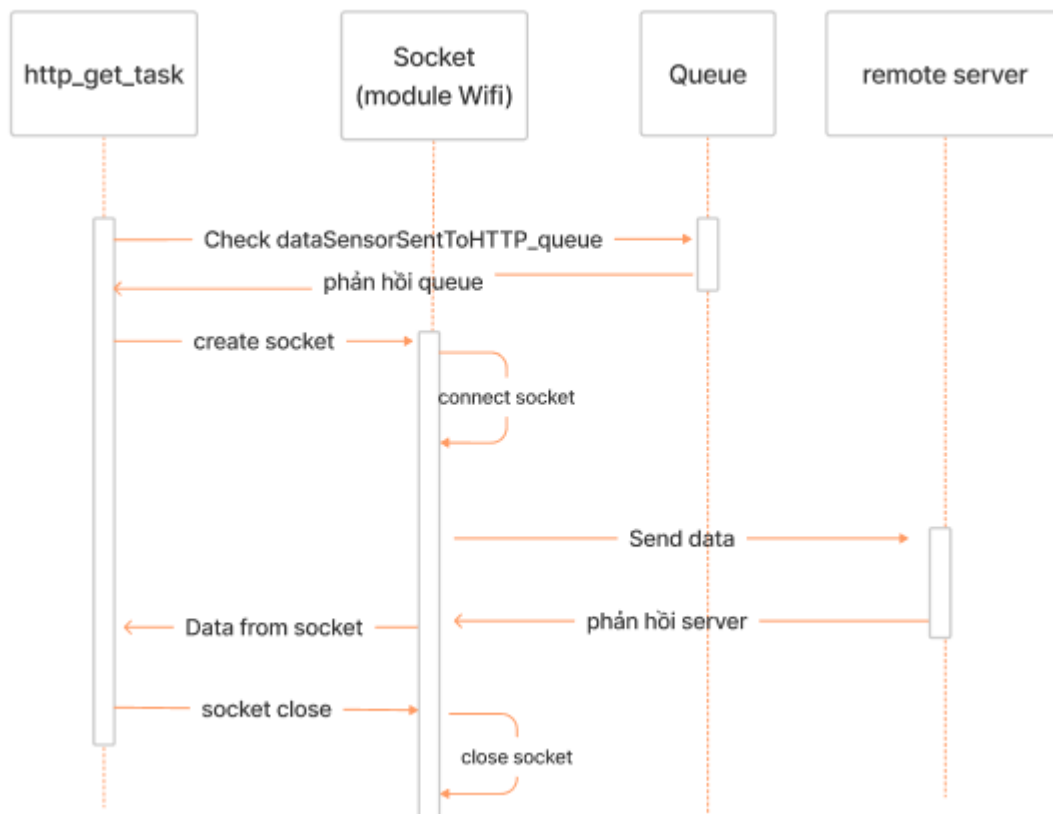 http_get_task
Socket
(module Wifi)
Queue
remote server
Check dataSensorSentToHTTP_queue
phản hồi queue
create socket
connect socket
Send data
phản hồi server
Data from socket
socket close
close socket